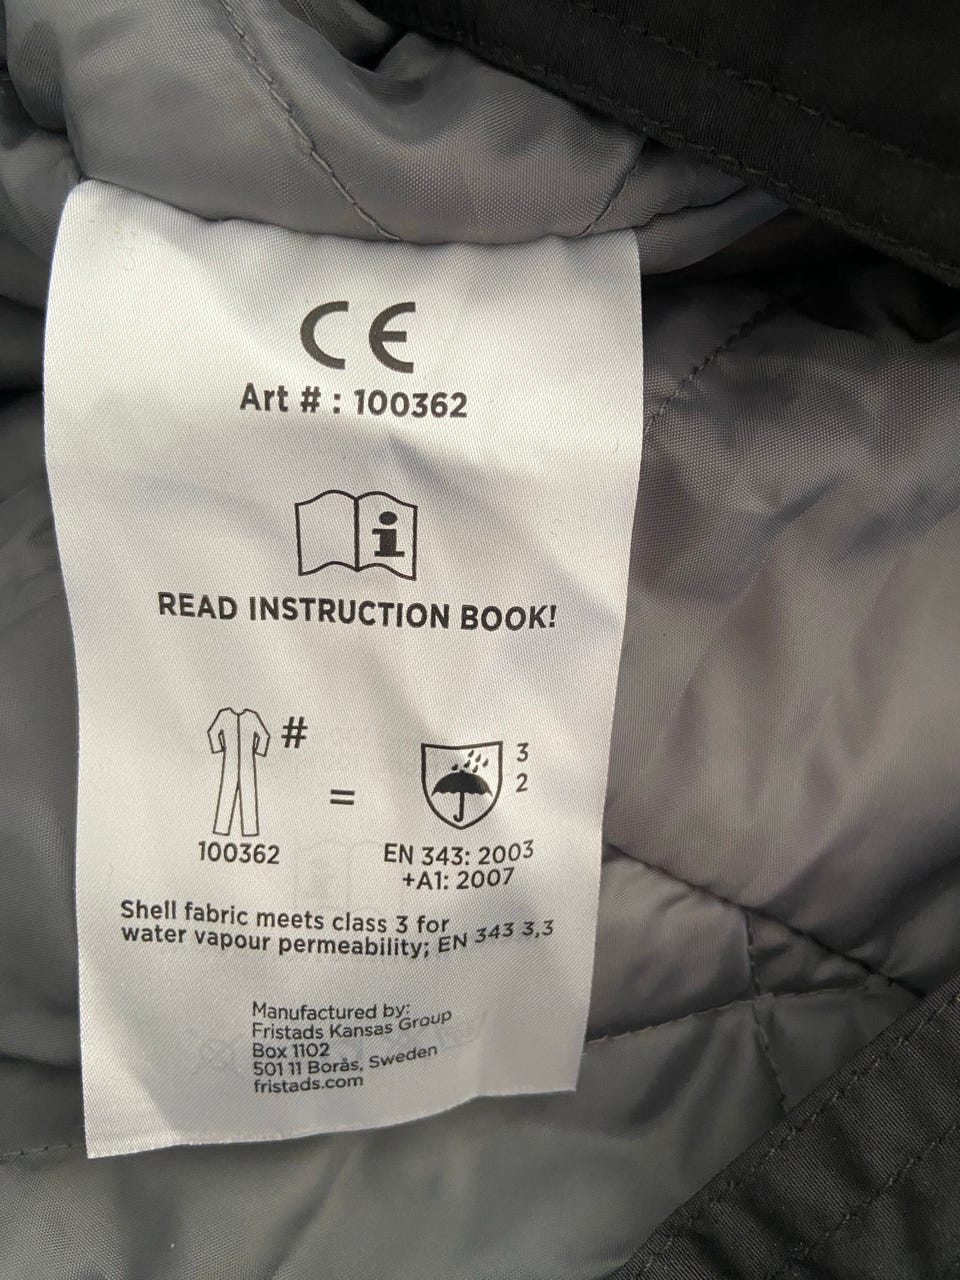 CE
Art # : 100362
i
READ INSTRUCTION BOOK!
#
=
3
2
100362
EN 343: 2003
+A1: 2007
Shell fabric meets class 3 for
water vapour permeability; EN 343 3,3
Manufactured by:
Fristads Kansas Group
Box 1102
501 11 Borås, Sweden
fristads.com